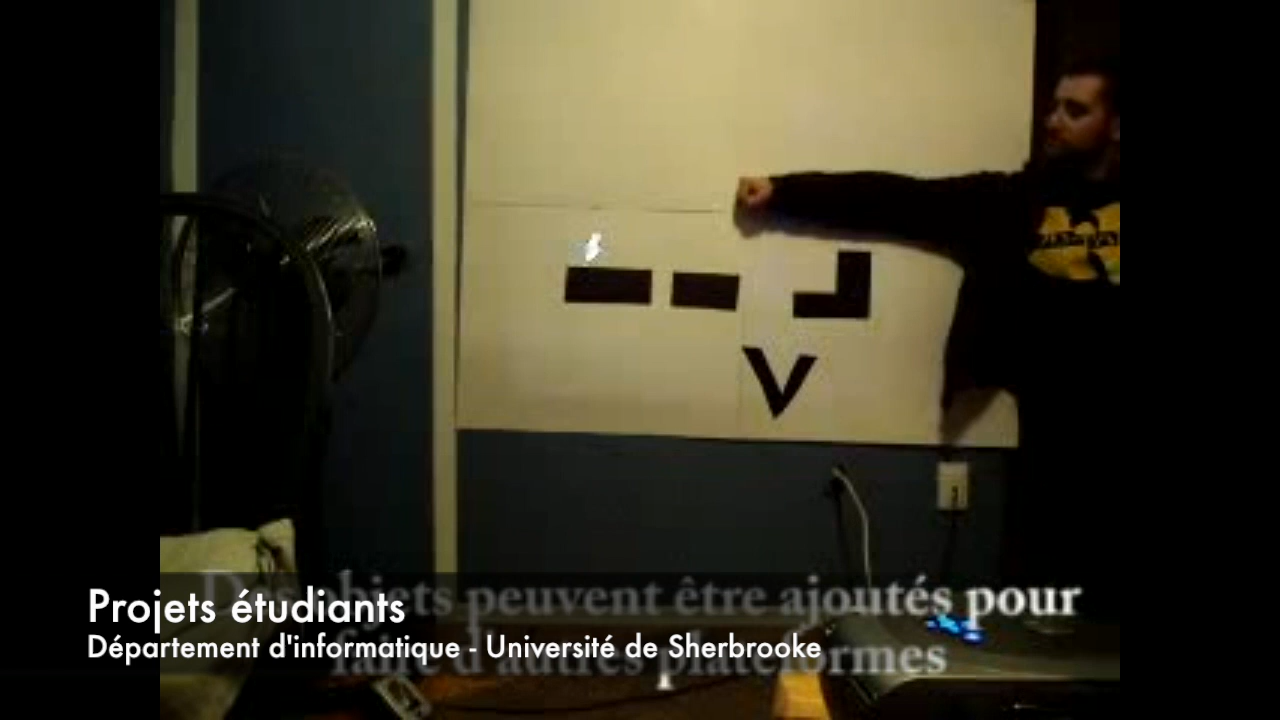 Des objets peuvent être ajoutés pour
faire d'autres plateformes
Projets étudiants
Département d'informatique - Université de Sherbrooke